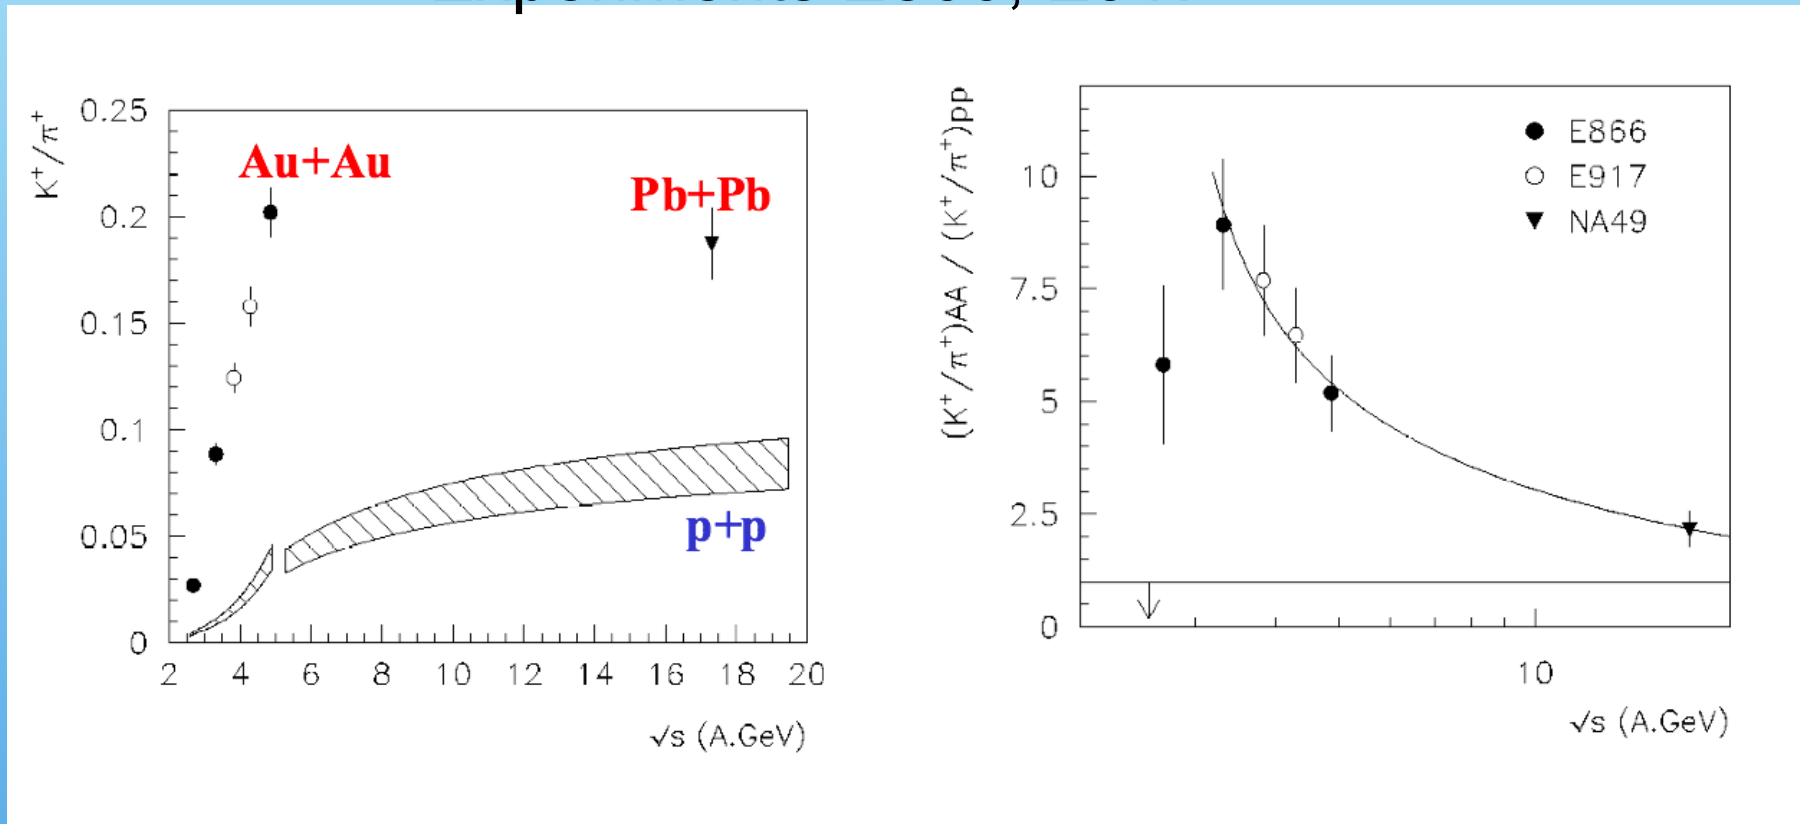 K⁺/π⁺
0.25
0.2
0.15
0.1
0.05
0
2 4 6 8 10 12 14 16 18 20
√s (A.GeV)
Au+Au
Pb+Pb
p+p
(K⁺/π⁺)AA / (K⁺/π⁺)pp
10
7.5
5
2.5
0
10
√s (A.GeV)
E866
E917
NA49